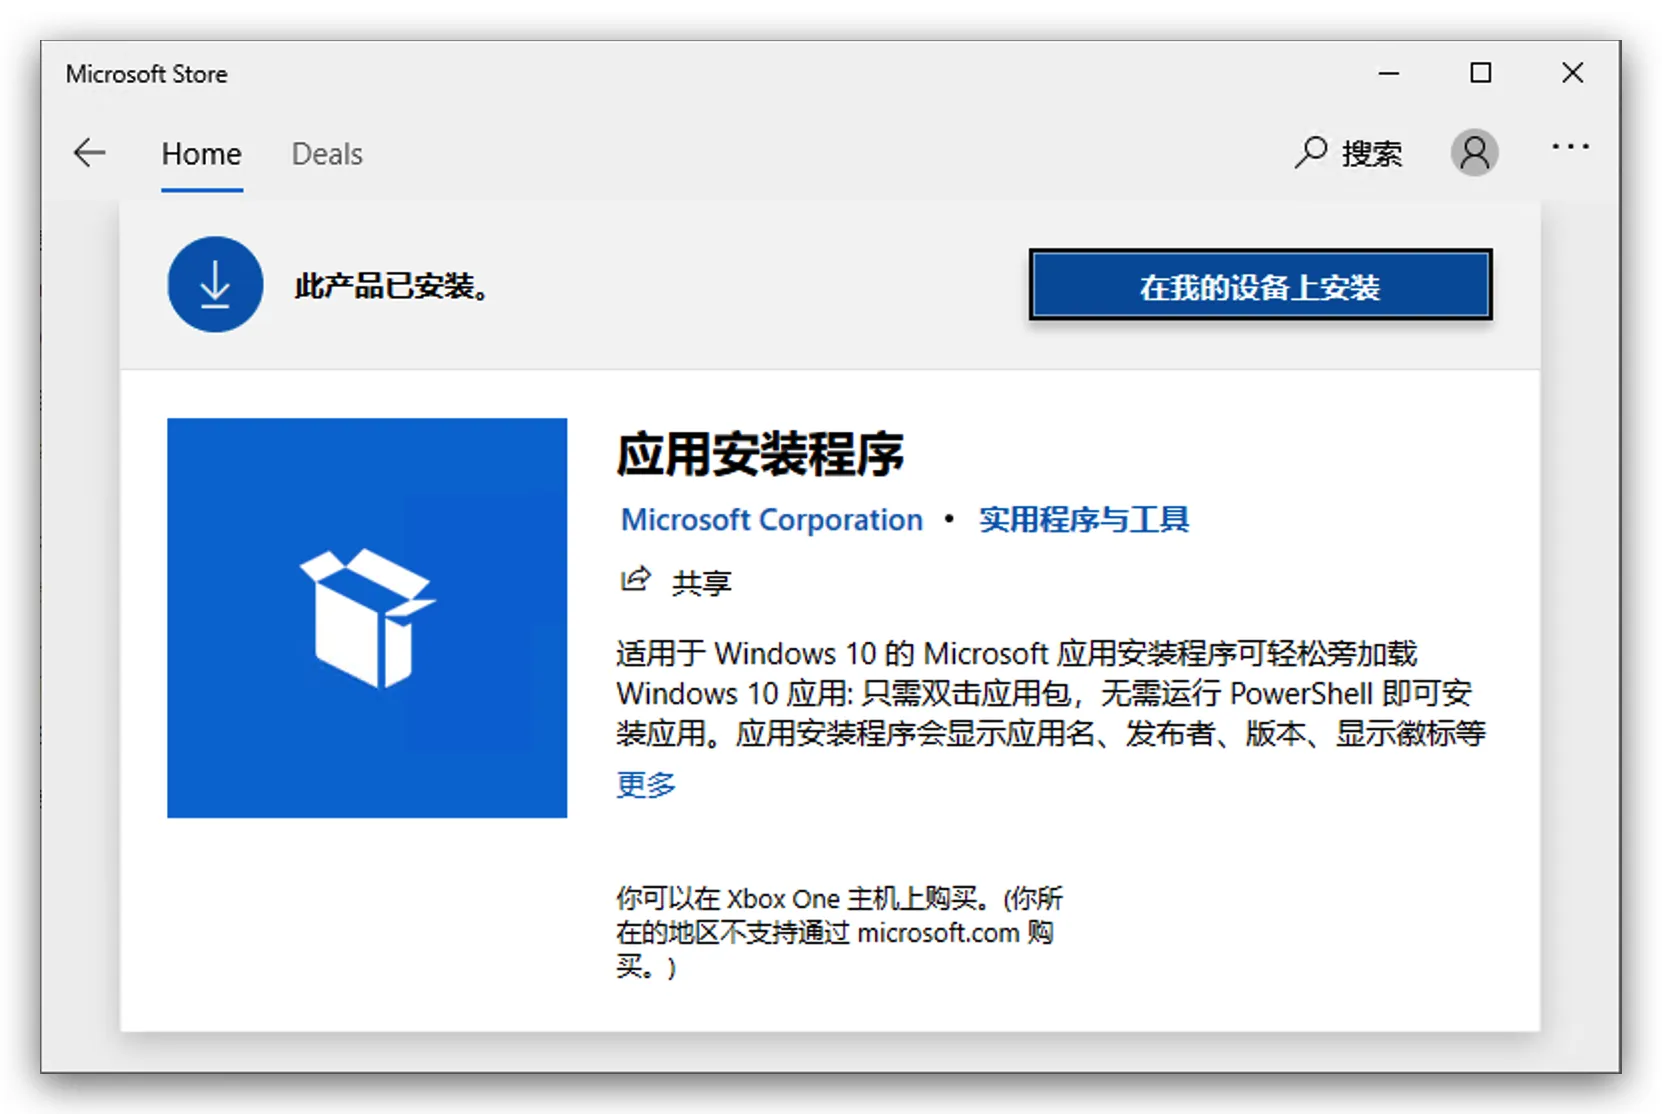 Microsoft Store
Home Deals 搜索
此产品已安装。 在我的设备上安装
应用安装程序
Microsoft Corporation • 实用程序与工具
共享
适用于 Windows 10 的 Microsoft 应用安装程序可轻松旁加载
Windows 10 应用: 只需双击应用包，无需运行 PowerShell 即可安
装应用。应用安装程序会显示应用名、发布者、版本、显示徽标等
更多
你可以在 Xbox One 主机上购买。(你所
在的地区不支持通过 microsoft.com 购
买。)